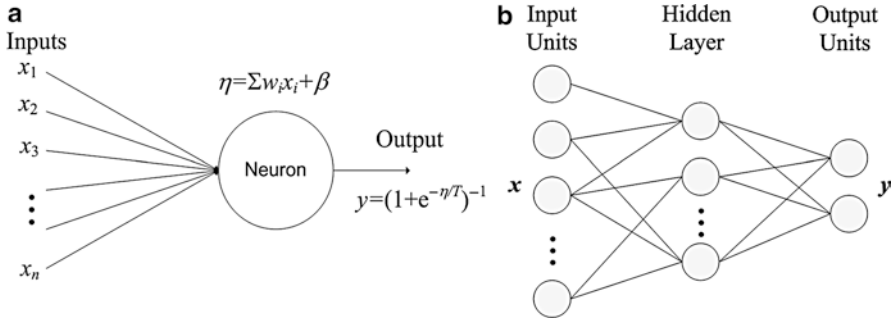 a
Inputs
x₁
x₂
x₃
xₙ
η=Σwᵢxᵢ+β
Neuron
Output
y=(1+e^{-η/T})^{-1}
b
Input Units
Hidden Layer
Output Units
x
y